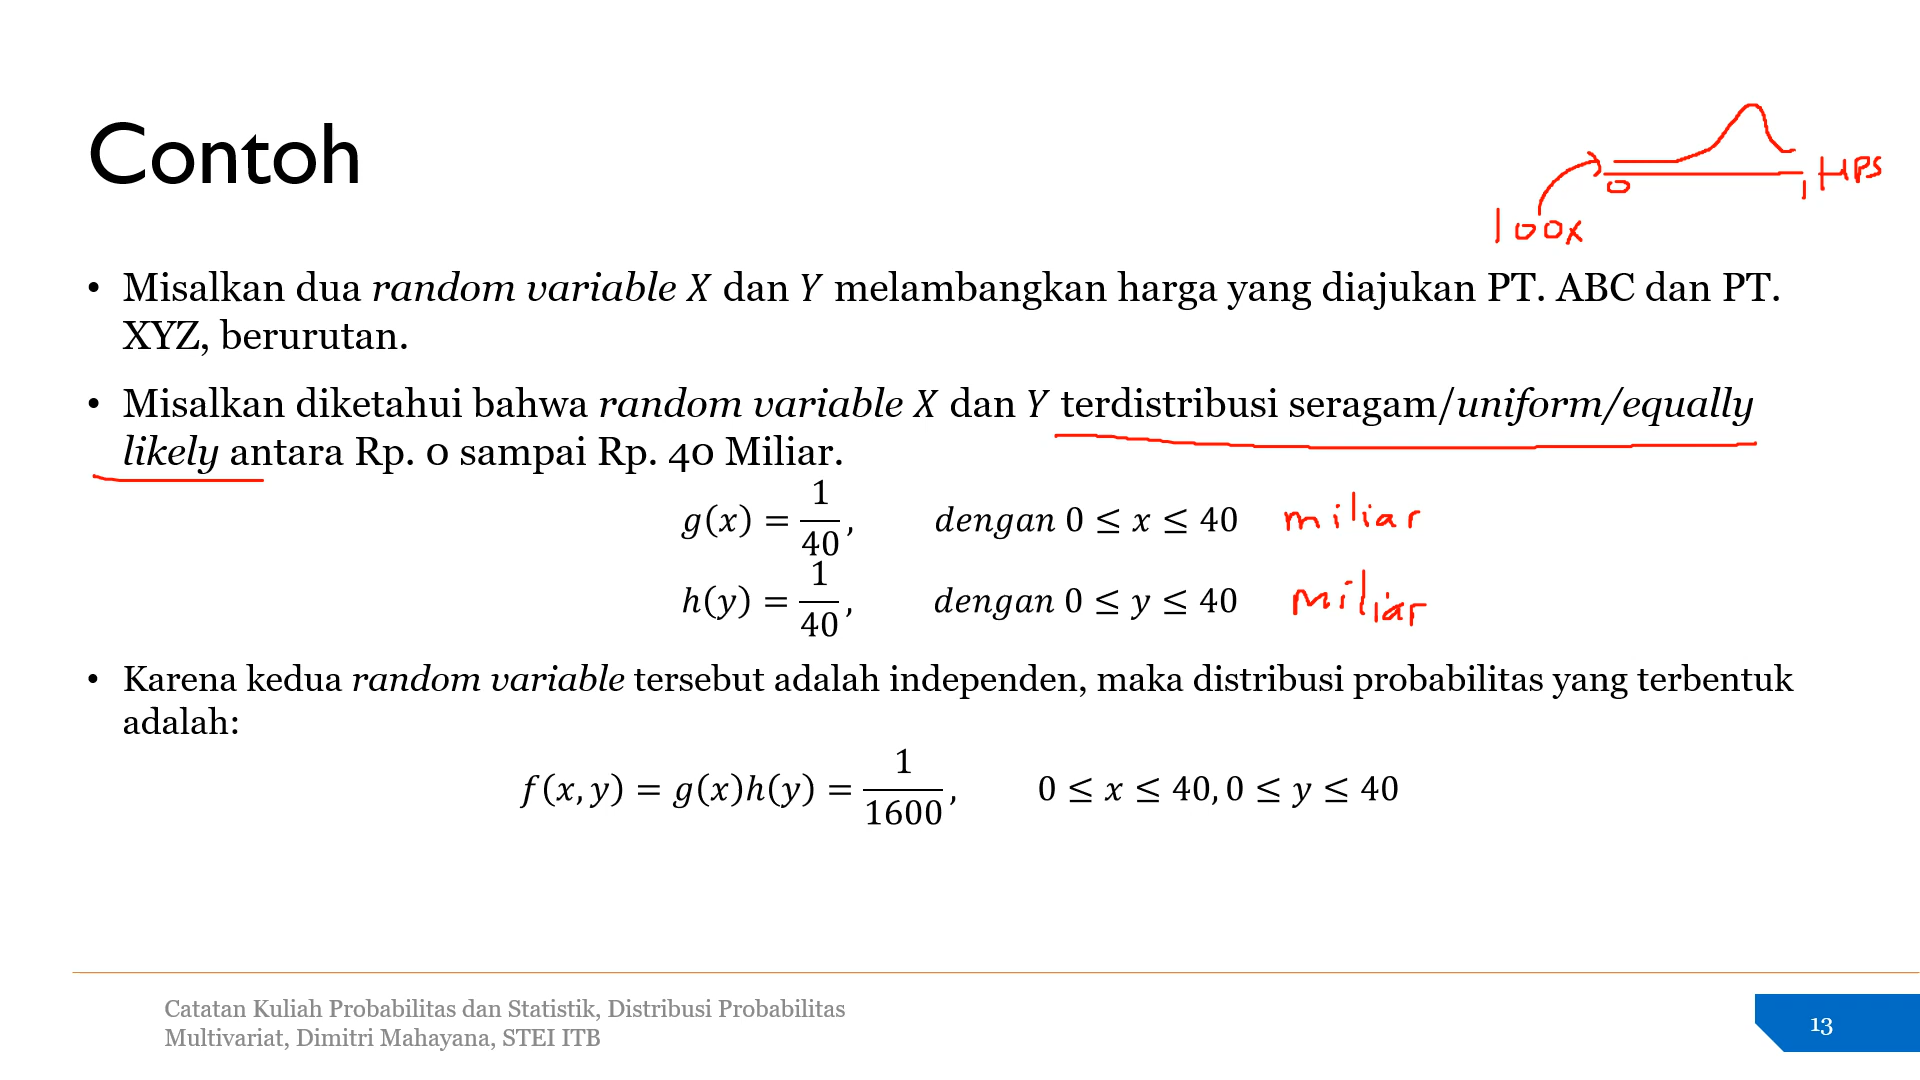 Contoh
0 1 HPS
100x
• Misalkan dua random variable X dan Y melambangkan harga yang diajukan PT. ABC dan PT.
XYZ, berurutan.
• Misalkan diketahui bahwa random variable X dan Y terdistribusi seragam/uniform/equally
likely antara Rp. 0 sampai Rp. 40 Miliar.
g(x) = 1/40, dengan 0 ≤ x ≤ 40 miliar
h(y) = 1/40, dengan 0 ≤ y ≤ 40 miliar
• Karena kedua random variable tersebut adalah independen, maka distribusi probabilitas yang terbentuk
adalah:
f(x, y) = g(x)h(y) = 1/1600, 0 ≤ x ≤ 40, 0 ≤ y ≤ 40
Catatan Kuliah Probabilitas dan Statistik, Distribusi Probabilitas
Multivariat, Dimitri Mahayana, STEI ITB
13